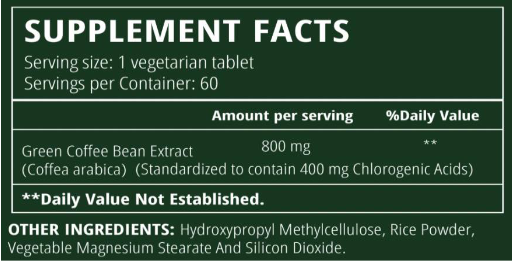 SUPPLEMENT FACTS
Serving size: 1 vegetarian tablet
Servings per Container: 60
Amount per serving %Daily Value
Green Coffee Bean Extract 800 mg **
(Coffea arabica) (Standardized to contain 400 mg Chlorogenic Acids)
**Daily Value Not Established.
OTHER INGREDIENTS: Hydroxypropyl Methylcellulose, Rice Powder,
Vegetable Magnesium Stearate And Silicon Dioxide.